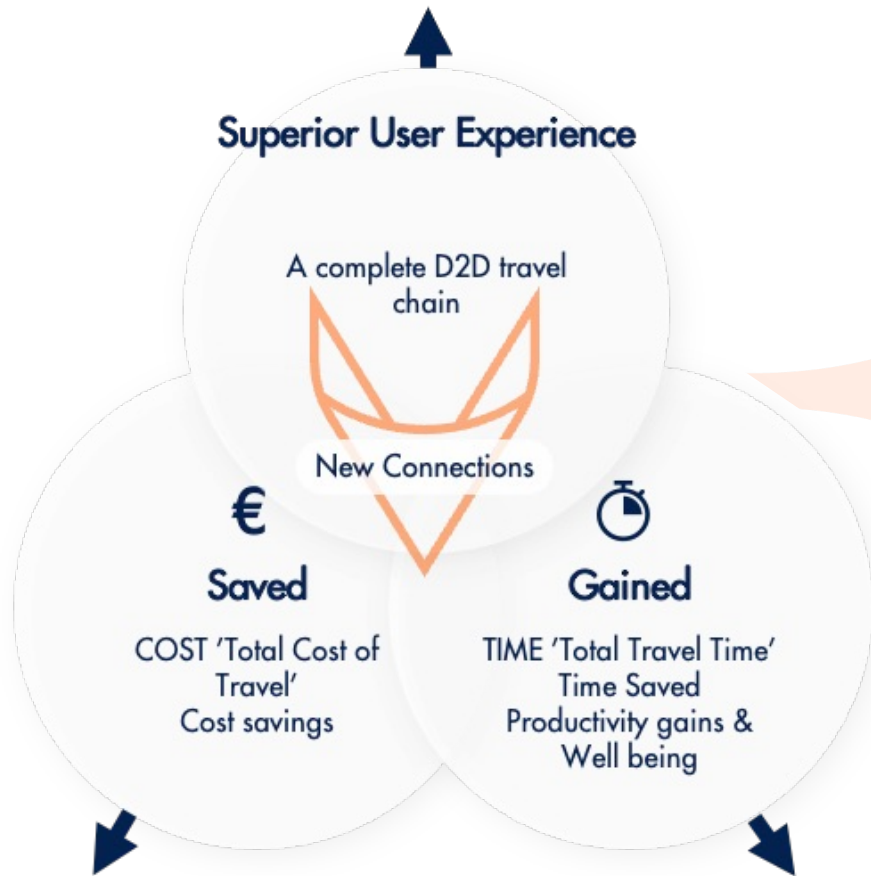 Superior User Experience
A complete D2D travel
chain
New Connections
€
Saved
COST 'Total Cost of
Travel'
Cost savings
Gained
TIME 'Total Travel Time'
Time Saved
Productivity gains &
Well being